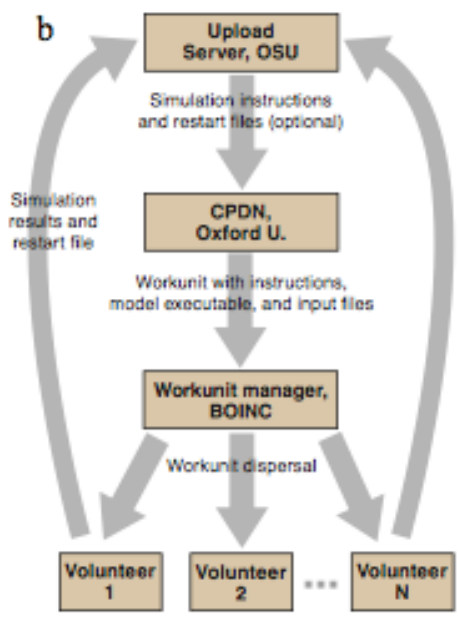 b
Upload
Server, OSU
Simulation instructions
and restart files (optional)
Simulation
results and
restart file
CPDN,
Oxford U.
Workunit with instructions,
model executable, and input files
Workunit manager,
BOINC
Workunit dispersal
Volunteer
1
Volunteer
2
...
Volunteer
N